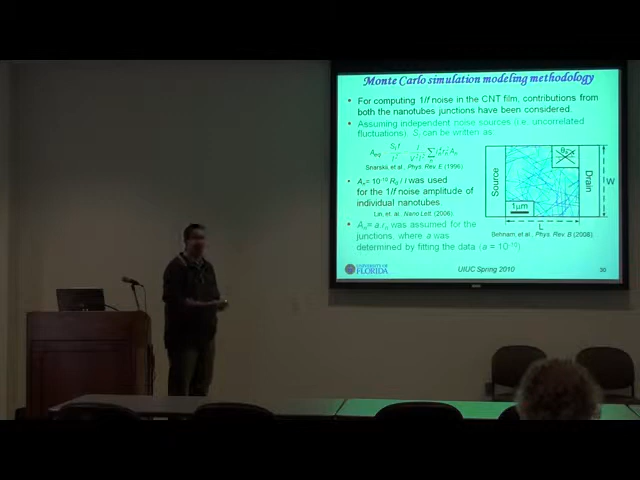 Monte Carlo simulation modeling methodology
• For computing 1/f noise in the CNT film, contributions from
both the nanotubes junctions have been considered.
• Assuming independent noise sources (i.e. uncorrelated
fluctuations), S can be written as:
Snarskii et al., Phys. Rev. E (1996).
was used
for the 1/f noise amplitude of
individual nanotubes.
Lin, et. al., Nano Lett. (2006).
was assumed for the
junctions, where a was
determined by fitting the data
Source
Drain
W
1μm
L
Behnam, et al., Phys. Rev. B (2008).
UNIVERSITY OF
FLORIDA
UIUC Spring 2010
30